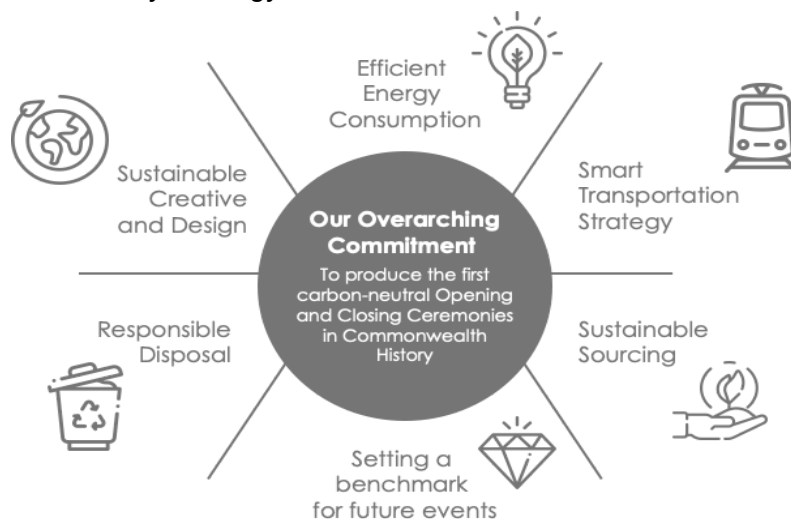 Efficient
Energy
Consumption
Smart
Transportation
Strategy
Sustainable
Creative
and Design
Our Overarching
Commitment
To produce the first
carbon-neutral Opening
and Closing Ceremonies
in Commonwealth
History
Responsible
Disposal
Sustainable
Sourcing
Setting a
benchmark
for future events